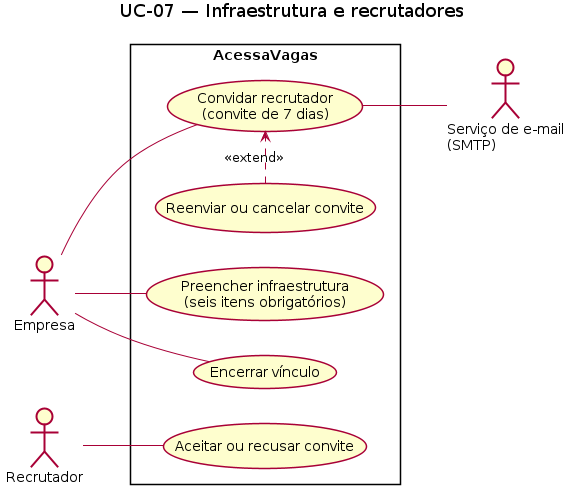 UC-07 — Infraestrutura e recrutadores
AcessaVagas
Convidar recrutador
(convite de 7 dias)
Serviço de e-mail
(SMTP)
«extend»
Reenviar ou cancelar convite
Preencher infraestrutura
(seis itens obrigatórios)
Empresa
Encerrar vínculo
Aceitar ou recusar convite
Recrutador